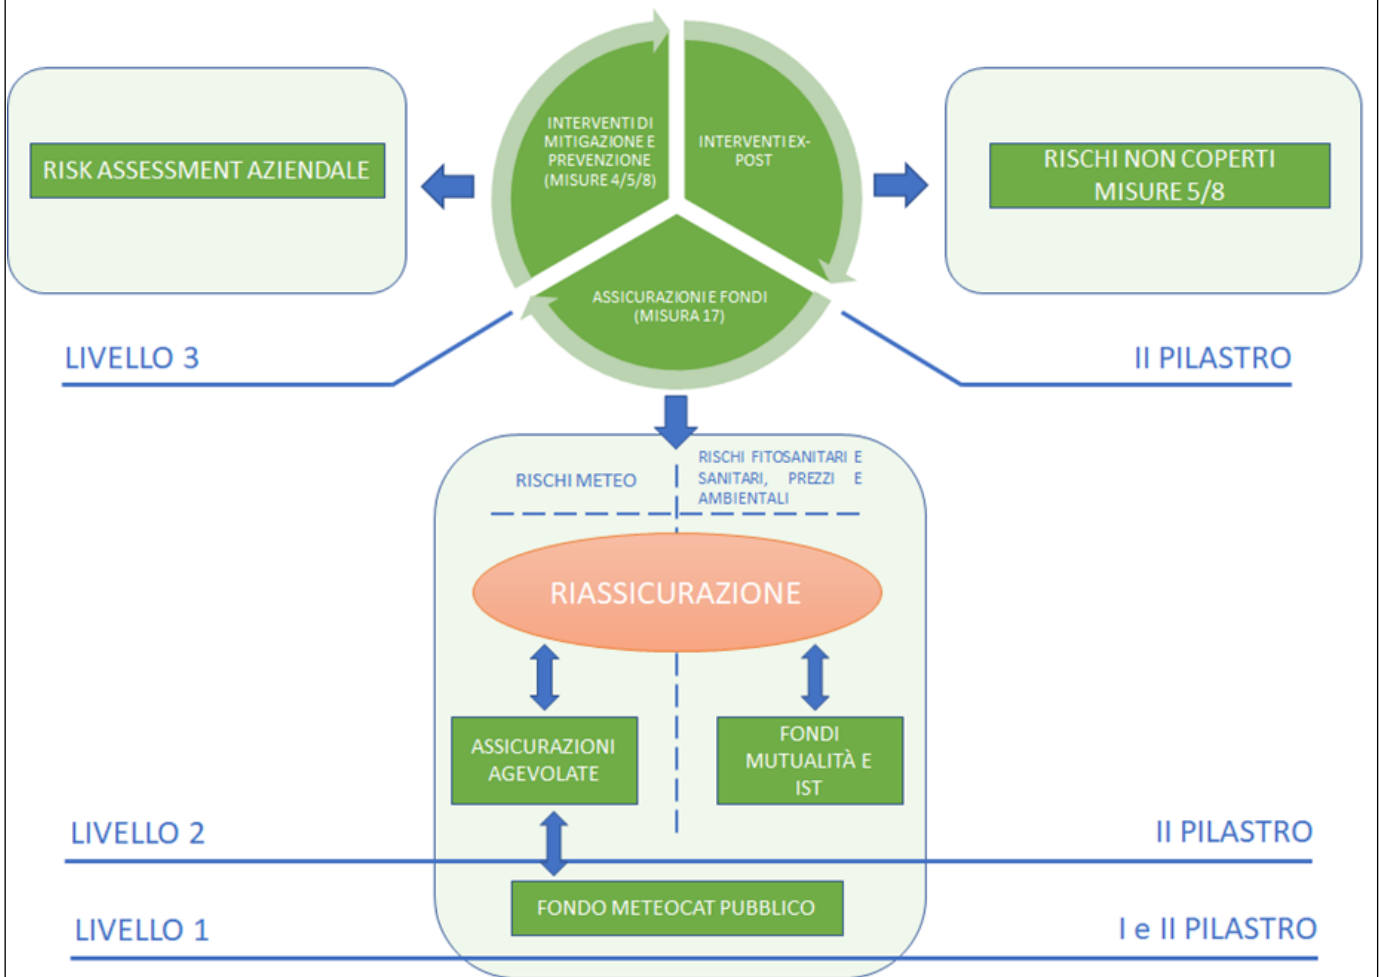 INTERVENTI DI
MITIGAZIONE E
PREVENZIONE
(MISURE 4/5/8)
INTERVENTI EX-
POST
RISK ASSESSMENT AZIENDALE
RISCHI NON COPERTI
MISURE 5/8
ASSICURAZIONI E FONDI
(MISURA 17)
LIVELLO 3
II PILASTRO
RISCHI METEO
RISCHI FITOSANITARI E
SANITARI, PREZZI E
AMBIENTALI
RIASSICURAZIONE
ASSICURAZIONI
AGEVOLATE
FONDI
MUTUALITÀ E
IST
LIVELLO 2
II PILASTRO
FONDO METEOCAT PUBBLICO
LIVELLO 1
I e II PILASTRO